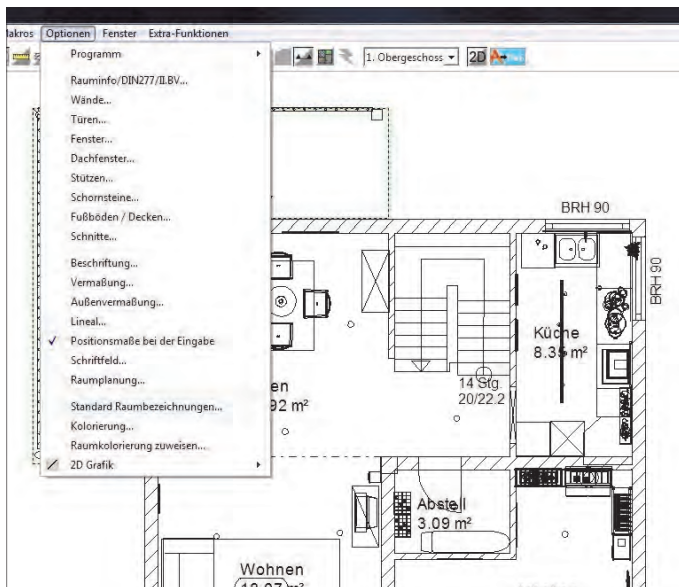 Optionen Fenster Extra-Funktionen
1. Obergeschoss 2D
Programm
Rauminfo/DIN277/II.BV...
Wände...
Türen...
Fenster...
Dachfenster...
Stützen...
Schornsteine...
Fußböden / Decken...
Schnitte...
Beschriftung...
Vermaßung...
Außenvermaßung...
Lineal...
Positionsmaße bei der Eingabe
Schriftfeld...
Raumplanung...
Standard Raumbezeichnungen...
Kolorierung...
Raumkolorierung zuweisen...
2D Grafik
BRH 90
BRH 90
Küche
8.35 m²
14 Stg
20/22.2
m²
Abstell
3.09 m²
Wohnen